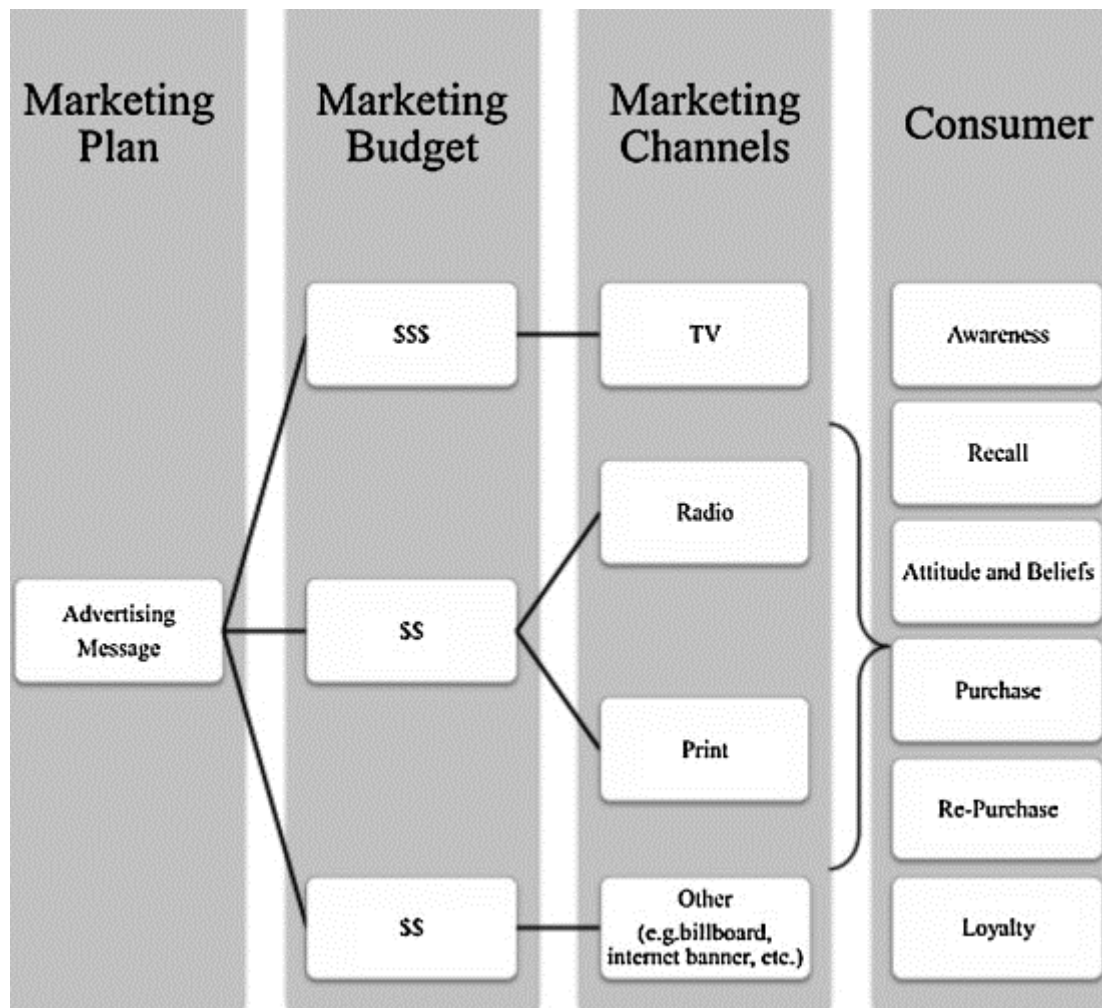 Marketing
Plan
Marketing
Budget
Marketing
Channels
Consumer
$$$
TV
Awareness
Recall
Radio
Attitude and Beliefs
Advertising
Message
$$
Purchase
Print
Re-Purchase
$$
Other
(e.g.billboard,
internet banner, etc.)
Loyalty